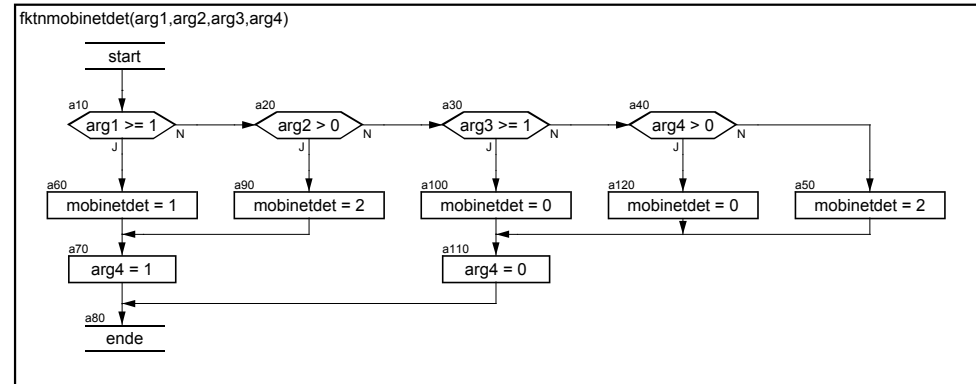 fktnmobinetdet(arg1,arg2,arg3,arg4)
start
a10
arg1 >= 1
N
J
a20
arg2 > 0
N
J
a30
arg3 >= 1
N
J
a40
arg4 > 0
N
J
a60
mobinetdet = 1
a90
mobinetdet = 2
a100
mobinetdet = 0
a120
mobinetdet = 0
a50
mobinetdet = 2
a70
arg4 = 1
a110
arg4 = 0
a80
ende